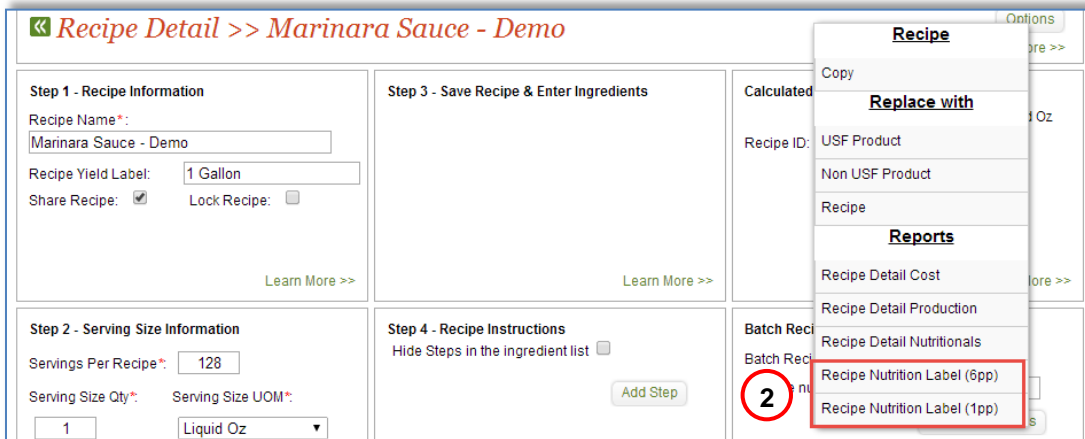 Recipe Detail >> Marinara Sauce - Demo
Options
ore >>
Step 1 - Recipe Information
Recipe Name*:
Marinara Sauce - Demo
Recipe Yield Label: 1 Gallon
Share Recipe: Lock Recipe:
Learn More >>
Step 3 - Save Recipe & Enter Ingredients
Learn More >>
Calculated
d Oz
Recipe ID:
ore >>
Recipe
Copy
Replace with
USF Product
Non USF Product
Recipe
Reports
Recipe Detail Cost
Recipe Detail Production
Recipe Detail Nutritionals
Recipe Nutrition Label (6pp)
Recipe Nutrition Label (1pp)
Step 2 - Serving Size Information
Servings Per Recipe*: 128
Serving Size Qty*: Serving Size UOM*:
1 Liquid Oz
Step 4 - Recipe Instructions
Hide Steps in the ingredient list
Add Step
Batch Reci
Batch Reci
2
e nu
s